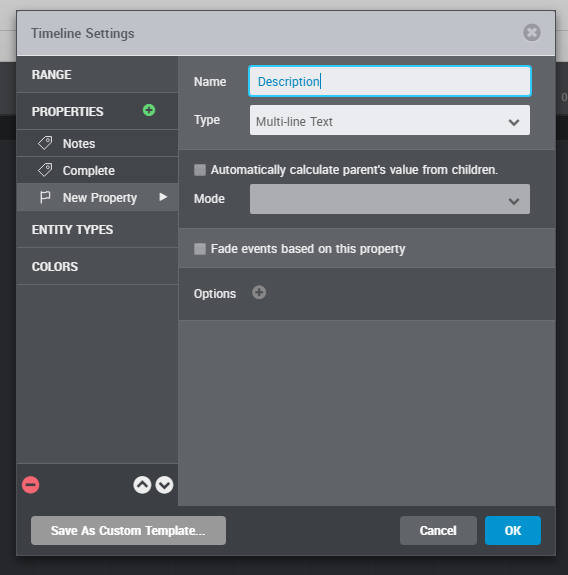 Timeline Settings
RANGE
PROPERTIES
Notes
Complete
New Property
ENTITY TYPES
COLORS
Name Description
Type Multi-line Text
Automatically calculate parent's value from children.
Mode
Fade events based on this property
Options
Save As Custom Template...
Cancel
OK
0